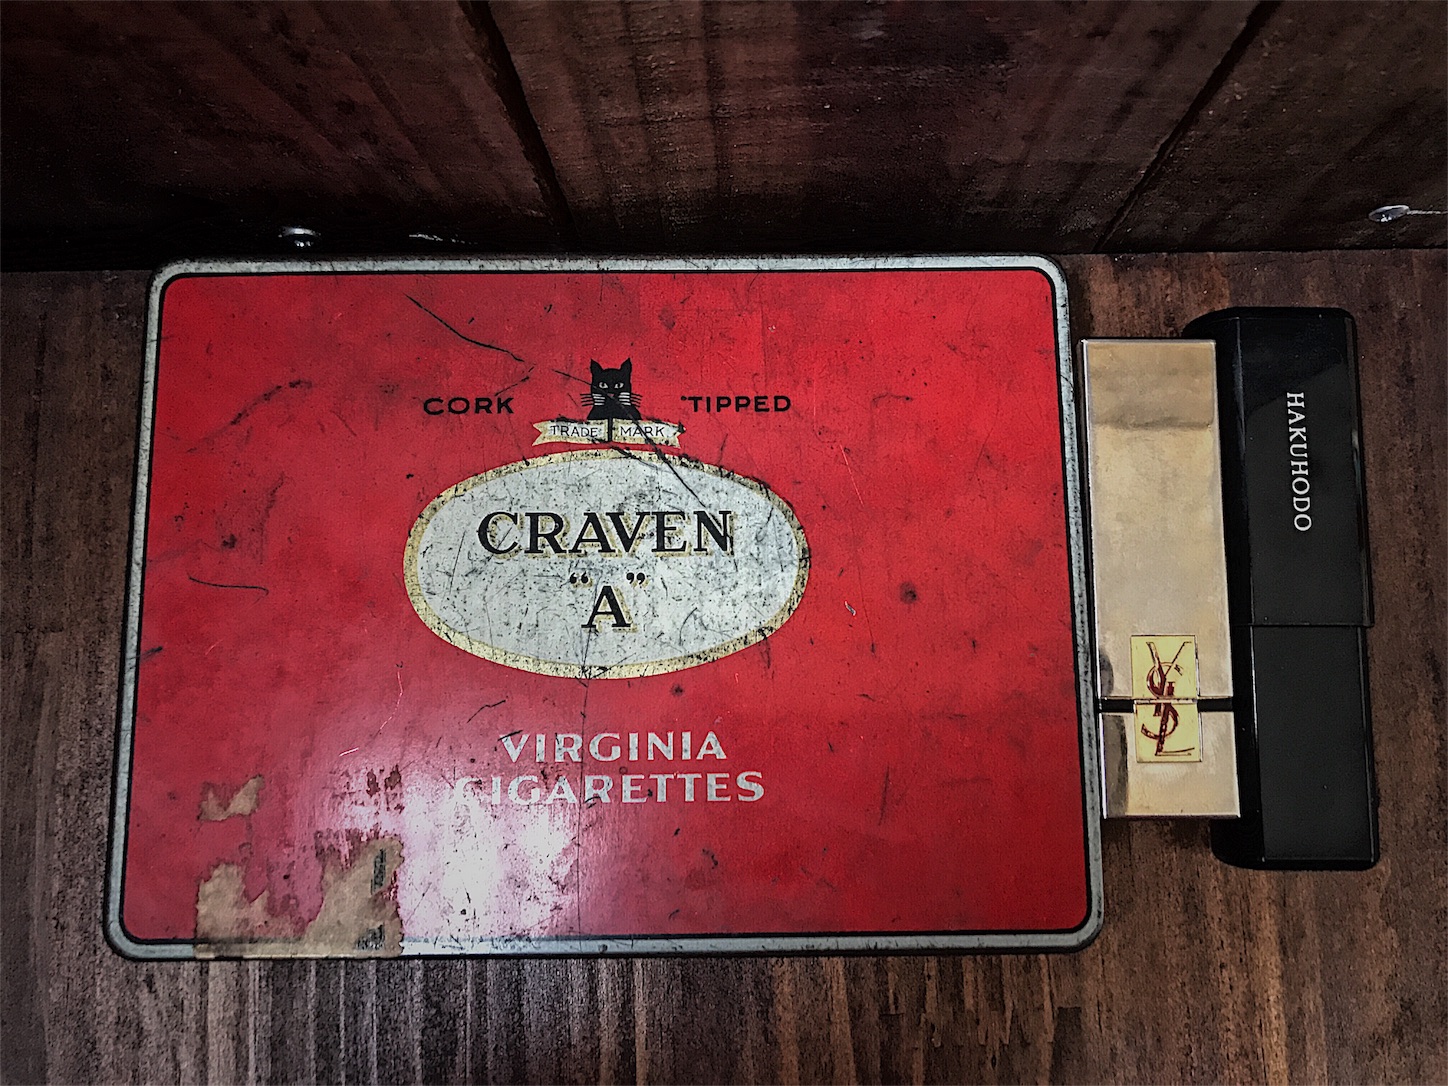 CORK TIPPED
TRADE MARK
CRAVEN
"A"
VIRGINIA
CIGARETTES
YSL
HAKUHODO